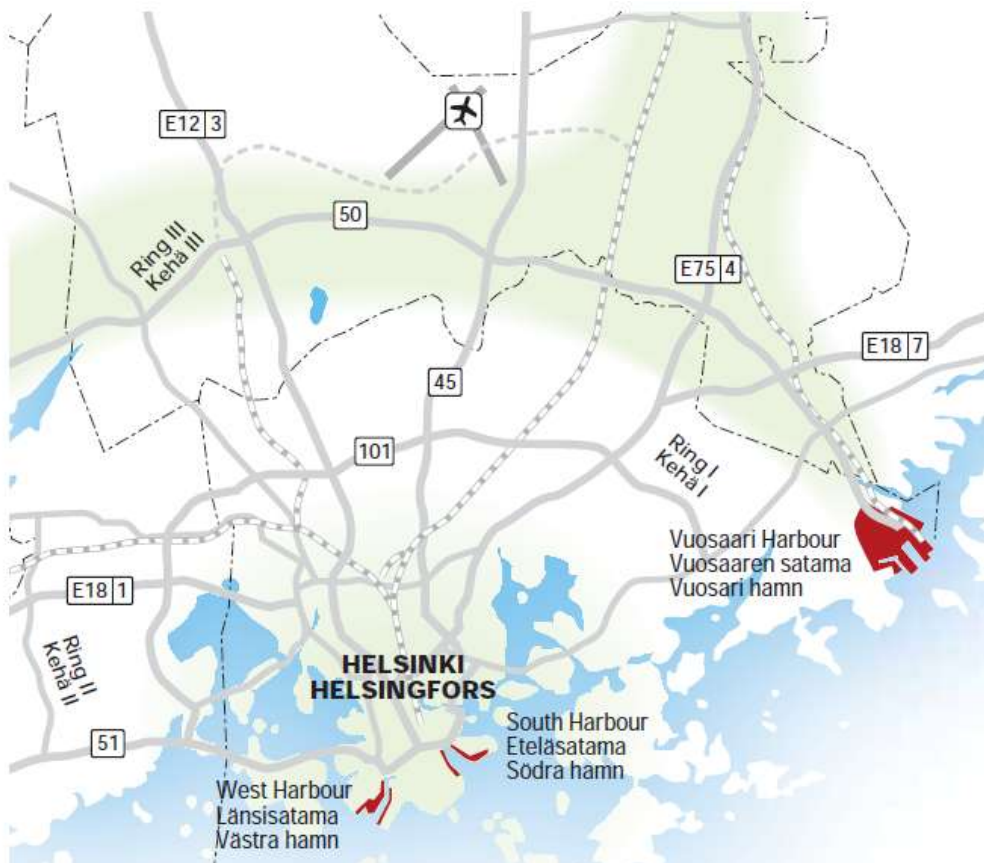 E12 3
50
Ring III
Kehä III
E75 4
E18 7
45
101
Ring I
Kehä I
Vuosaari Harbour
Vuosaaren satama
Vuosari hamn
E18 1
Ring II
Kehä II
HELSINKI
HELSINGFORS
51
South Harbour
Eteläsatama
Södra hamn
West Harbour
Länsisatama
Västra hamn